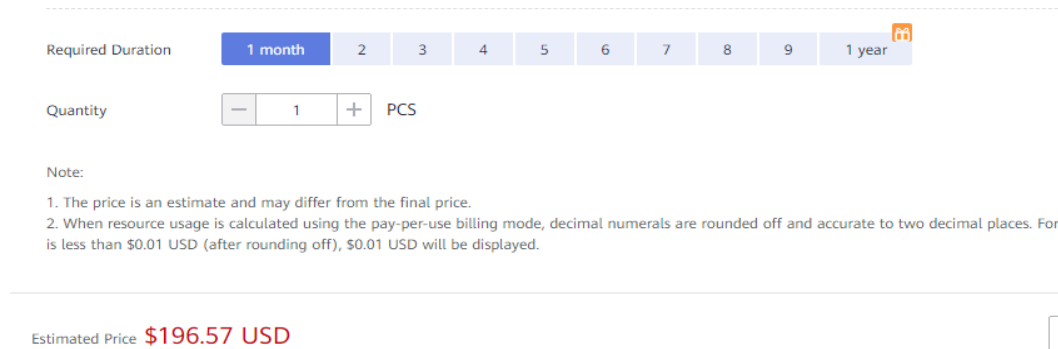 Required Duration 1 month 2 3 4 5 6 7 8 9 1 year
Quantity 1 PCS
Note:
1. The price is an estimate and may differ from the final price.
2. When resource usage is calculated using the pay-per-use billing mode, decimal numerals are rounded off and accurate to two decimal places. For
is less than $0.01 USD (after rounding off), $0.01 USD will be displayed.
Estimated Price $196.57 USD